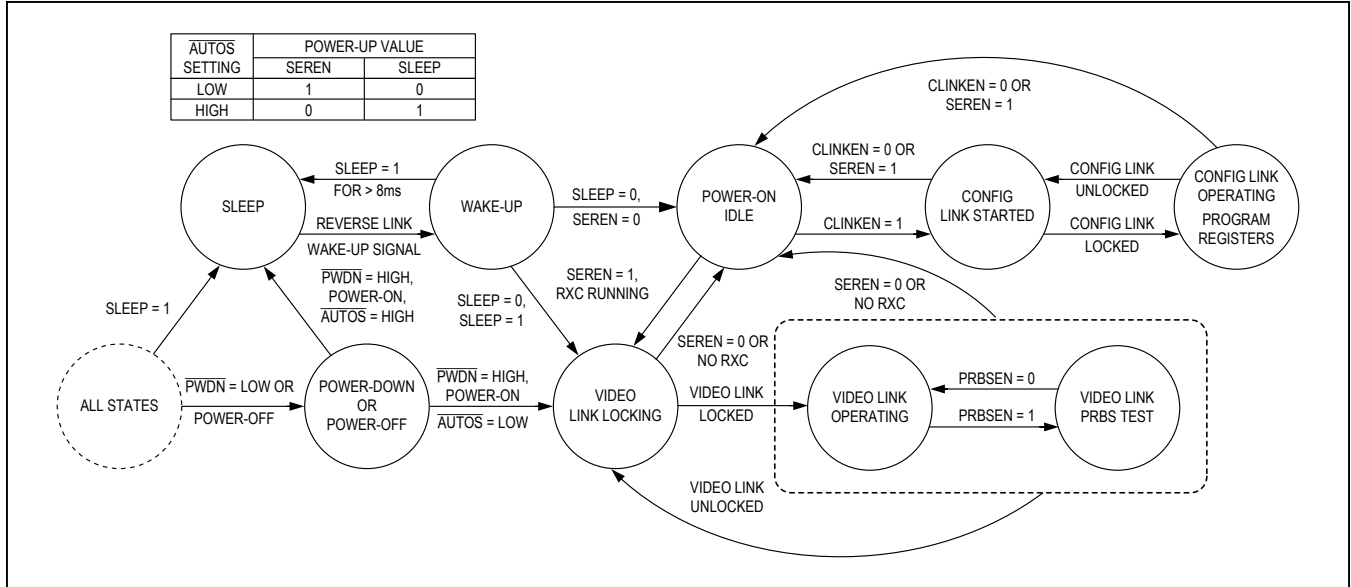 AUTOS
SETTING
POWER-UP VALUE
SEREN
SLEEP
LOW
1
0
HIGH
0
1
CLINKEN = 0 OR
SEREN = 1
SLEEP
SLEEP = 1
FOR > 8ms
REVERSE LINK
WAKE-UP SIGNAL
WAKE-UP
SLEEP = 0,
SEREN = 0
POWER-ON
IDLE
CLINKEN = 0 OR
SEREN = 1
CLINKEN = 1
CONFIG
LINK STARTED
CONFIG LINK
UNLOCKED
CONFIG LINK
LOCKED
CONFIG LINK
OPERATING
PROGRAM
REGISTERS
SLEEP = 1
PWDN = HIGH,
POWER-ON,
AUTOS = HIGH
SLEEP = 0,
SLEEP = 1
SEREN = 1,
RXC RUNNING
SEREN = 0 OR
NO RXC
SEREN = 0 OR
NO RXC
ALL STATES
PWDN = LOW OR
POWER-OFF
POWER-DOWN
OR
POWER-OFF
PWDN = HIGH,
POWER-ON
AUTOS = LOW
VIDEO
LINK LOCKING
VIDEO LINK
LOCKED
VIDEO LINK
OPERATING
PRBSEN = 0
PRBSEN = 1
VIDEO LINK
PRBS TEST
VIDEO LINK
UNLOCKED